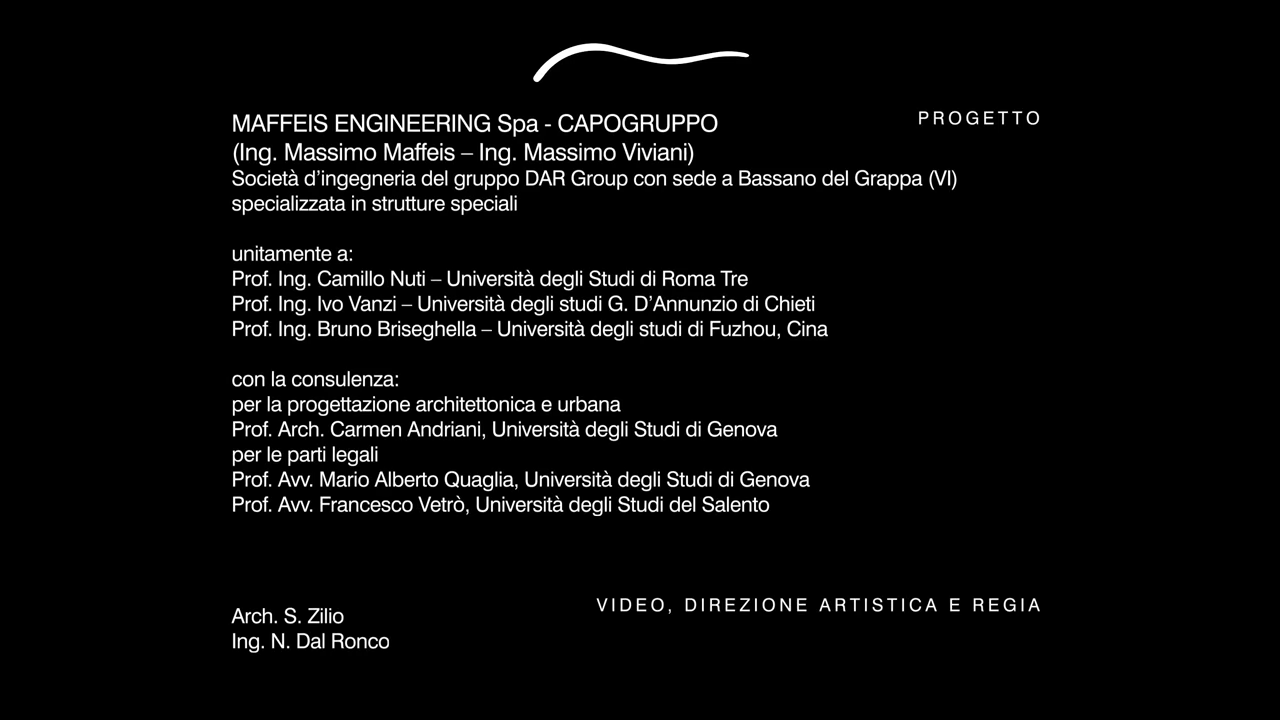 MAFFEIS ENGINEERING Spa - CAPOGRUPPO
PROGETTO
(Ing. Massimo Maffeis – Ing. Massimo Viviani)
Società d’ingegneria del gruppo DAR Group con sede a Bassano del Grappa (VI)
specializzata in strutture speciali
unitamente a:
Prof. Ing. Camillo Nuti – Università degli Studi di Roma Tre
Prof. Ing. Ivo Vanzi – Università degli studi G. D’Annunzio di Chieti
Prof. Ing. Bruno Briseghella – Università degli studi di Fuzhou, Cina
con la consulenza:
per la progettazione architettonica e urbana
Prof. Arch. Carmen Andriani, Università degli Studi di Genova
per le parti legali
Prof. Avv. Mario Alberto Quaglia, Università degli Studi di Genova
Prof. Avv. Francesco Vetrò, Università degli Studi del Salento
VIDEO, DIREZIONE ARTISTICA E REGIA
Arch. S. Zilio
Ing. N. Dal Ronco